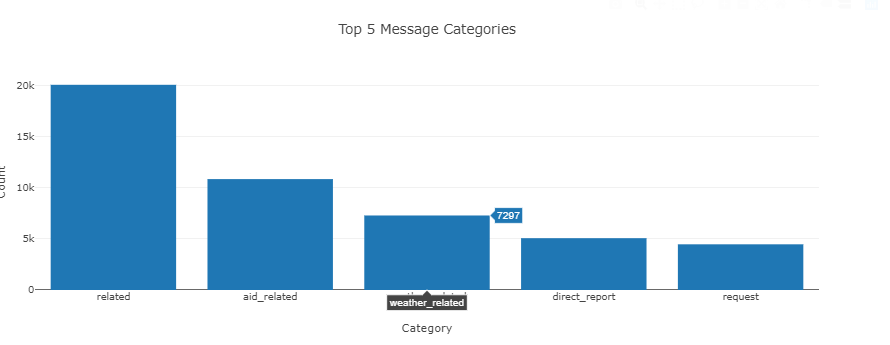 Top 5 Message Categories
20k
15k
10k
5k
0
Count
7297
related
aid_related
weather_related
direct_report
request
Category